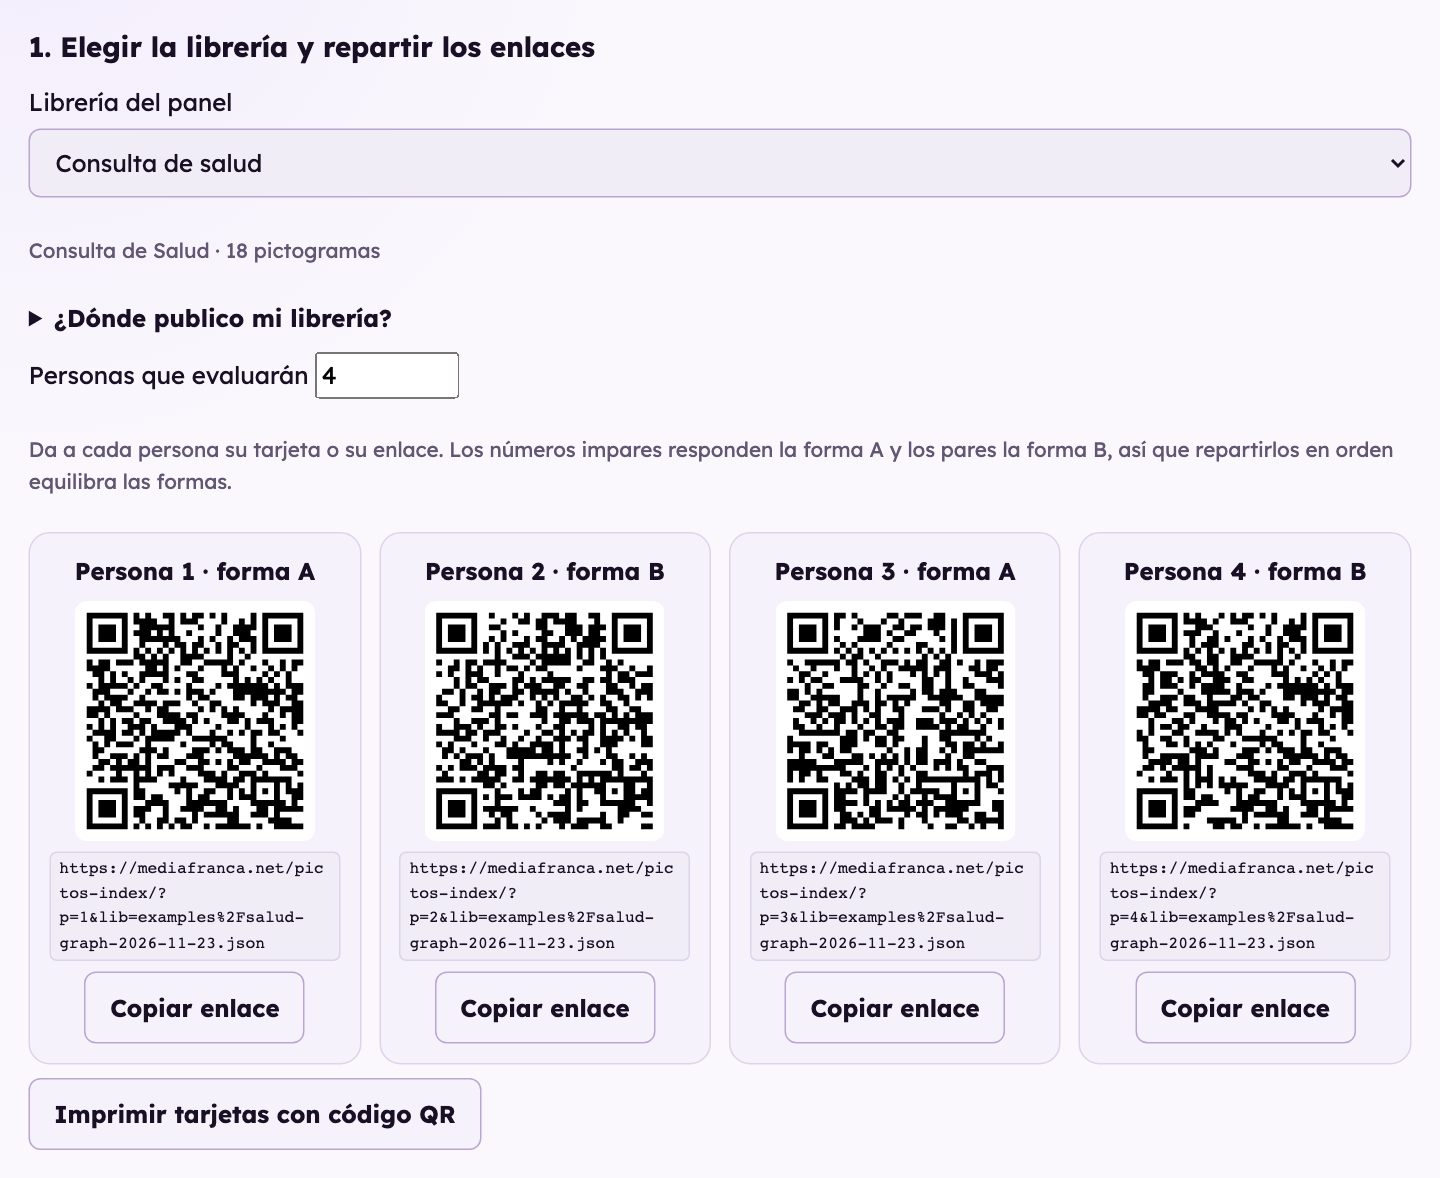 1. Elegir la librería y repartir los enlaces
Librería del panel
Consulta de salud
Consulta de Salud · 18 pictogramas
¿Dónde publico mi librería?
Personas que evaluarán 4
Da a cada persona su tarjeta o su enlace. Los números impares responden la forma A y los pares la forma B, así que repartirlos en orden
equilibra las formas.
Persona 1 · forma A
https://mediafranca.net/pic
tos-index/?
p=1&lib=examples%2Fsalud-
graph-2026-11-23.json
Copiar enlace
Persona 2 · forma B
https://mediafranca.net/pic
tos-index/?
p=2&lib=examples%2Fsalud-
graph-2026-11-23.json
Copiar enlace
Persona 3 · forma A
https://mediafranca.net/pic
tos-index/?
p=3&lib=examples%2Fsalud-
graph-2026-11-23.json
Copiar enlace
Persona 4 · forma B
https://mediafranca.net/pic
tos-index/?
p=4&lib=examples%2Fsalud-
graph-2026-11-23.json
Copiar enlace
Imprimir tarjetas con código QR